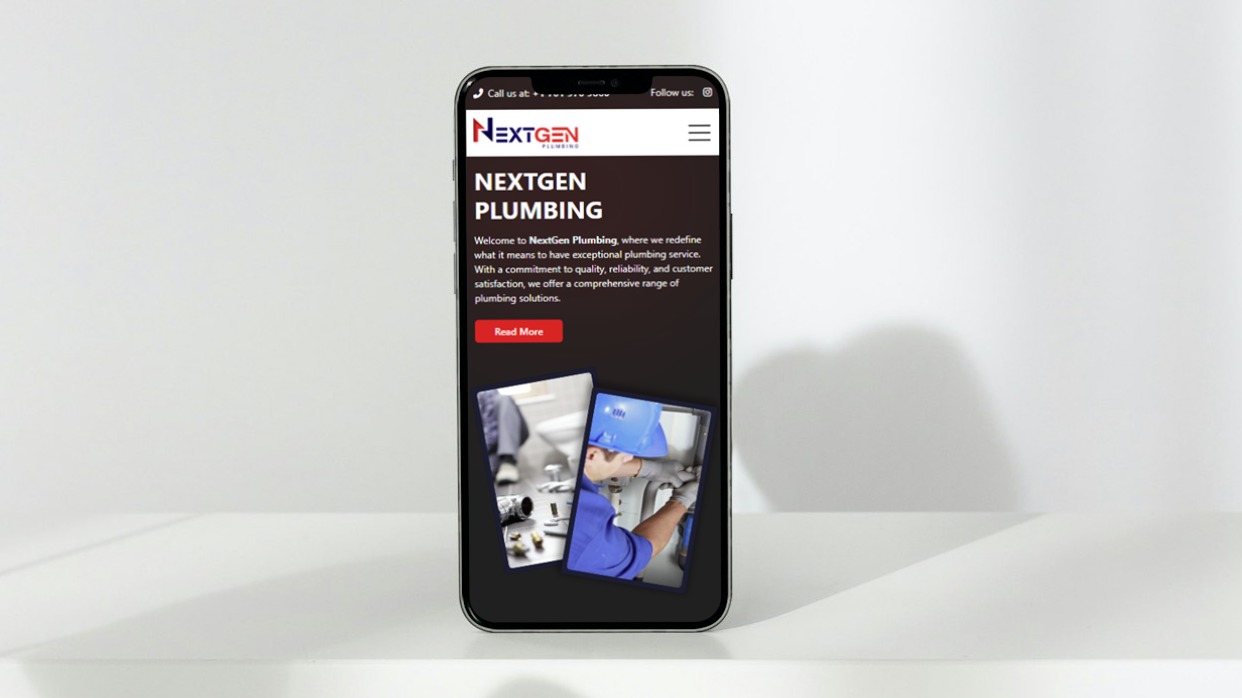 Call us at:
Follow us:
NEXTGEN
PLUMBING
NEXTGEN
PLUMBING
Welcome to NextGen Plumbing, where we redefine
what it means to have exceptional plumbing service.
With a commitment to quality, reliability, and customer
satisfaction, we offer a comprehensive range of
plumbing solutions.
Read More